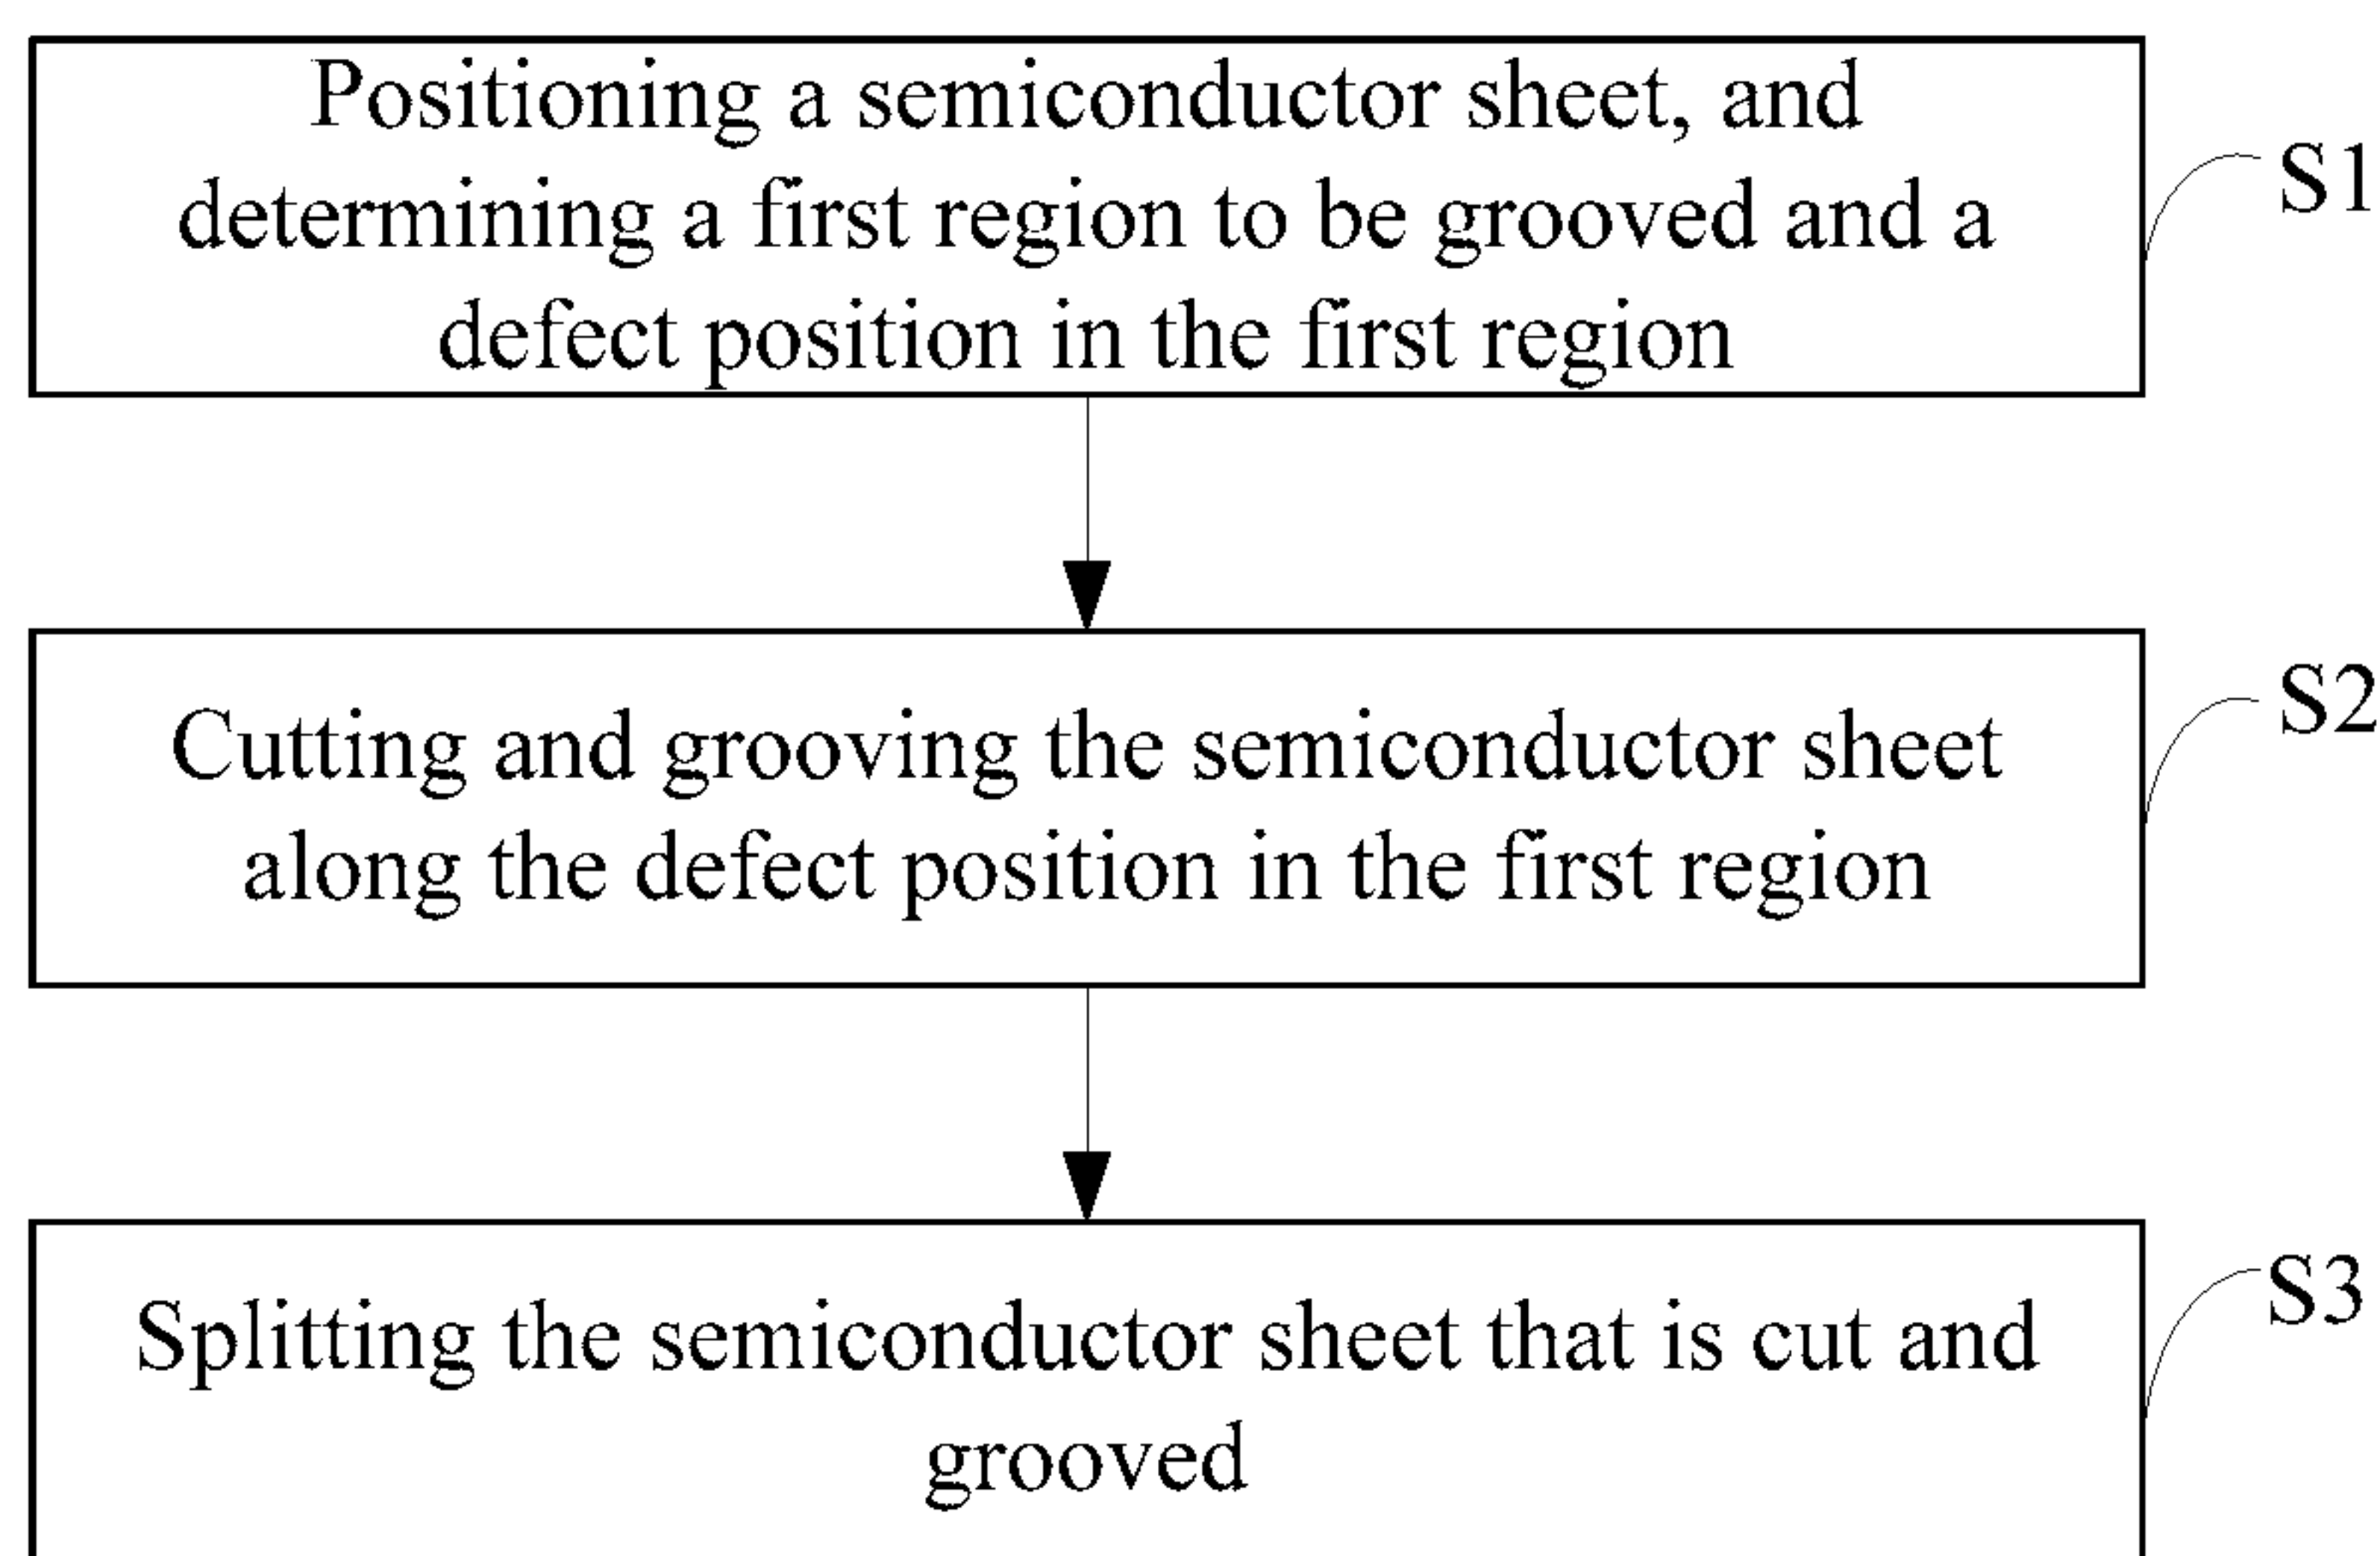 Positioning a semiconductor sheet, and
determining a first region to be grooved and a
defect position in the first region
S1
Cutting and grooving the semiconductor sheet
along the defect position in the first region
S2
Splitting the semiconductor sheet that is cut and
grooved
S3